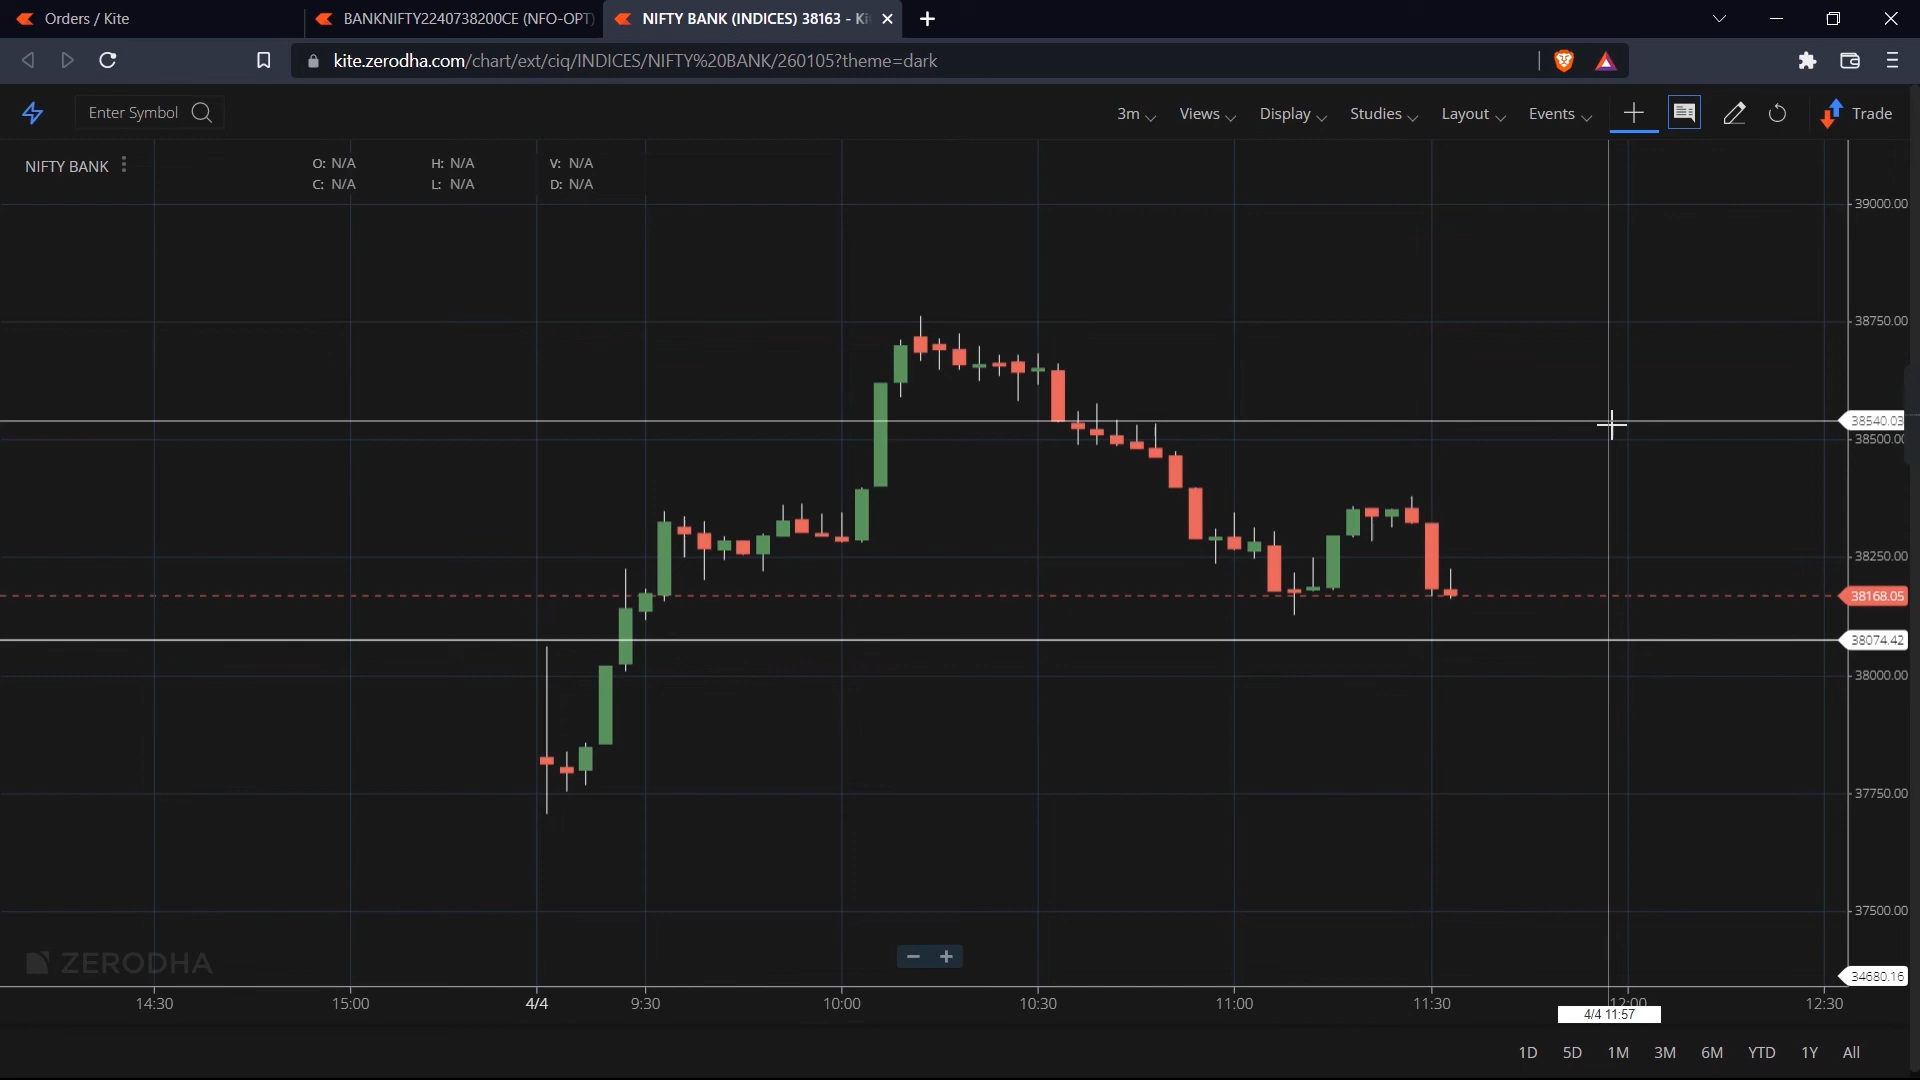 Orders / Kite
BANKNIFTY2240738200CE (NFO-OPT)
NIFTY BANK (INDICES) 38163 - Ki
kite.zerodha.com/chart/ext/ciq/INDICES/NIFTY%20BANK/260105?theme=dark
Enter Symbol
3m
Views
Display
Studies
Layout
Events
Trade
NIFTY BANK
O: N/A
H: N/A
V: N/A
C: N/A
L: N/A
D: N/A
39000.00
38750.00
38540.03
38500.00
38250.00
38168.05
38074.42
38000.00
37750.00
37500.00
34680.16
ZERODHA
14:30
15:00
4/4
9:30
10:00
10:30
11:00
11:30
12:00
12:30
4/4 11:57
1D
5D
1M
3M
6M
YTD
1Y
All